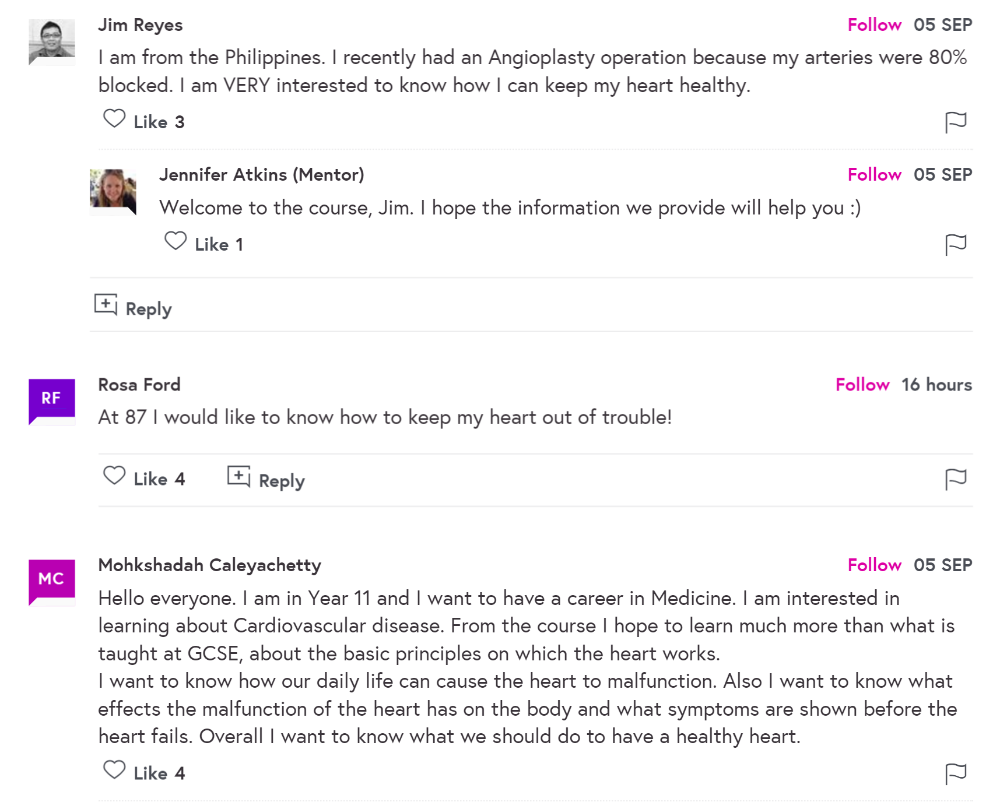 Jim Reyes
Follow 05 SEP
I am from the Philippines. I recently had an Angioplasty operation because my arteries were 80%
blocked. I am VERY interested to know how I can keep my heart healthy.
Like 3
Jennifer Atkins (Mentor)
Follow 05 SEP
Welcome to the course, Jim. I hope the information we provide will help you :)
Like 1
Reply
RF
Rosa Ford
Follow 16 hours
At 87 I would like to know how to keep my heart out of trouble!
Like 4
Reply
MC
Mohkshadah Caleyachetty
Follow 05 SEP
Hello everyone. I am in Year 11 and I want to have a career in Medicine. I am interested in
learning about Cardiovascular disease. From the course I hope to learn much more than what is
taught at GCSE, about the basic principles on which the heart works.
I want to know how our daily life can cause the heart to malfunction. Also I want to know what
effects the malfunction of the heart has on the body and what symptoms are shown before the
heart fails. Overall I want to know what we should do to have a healthy heart.
Like 4